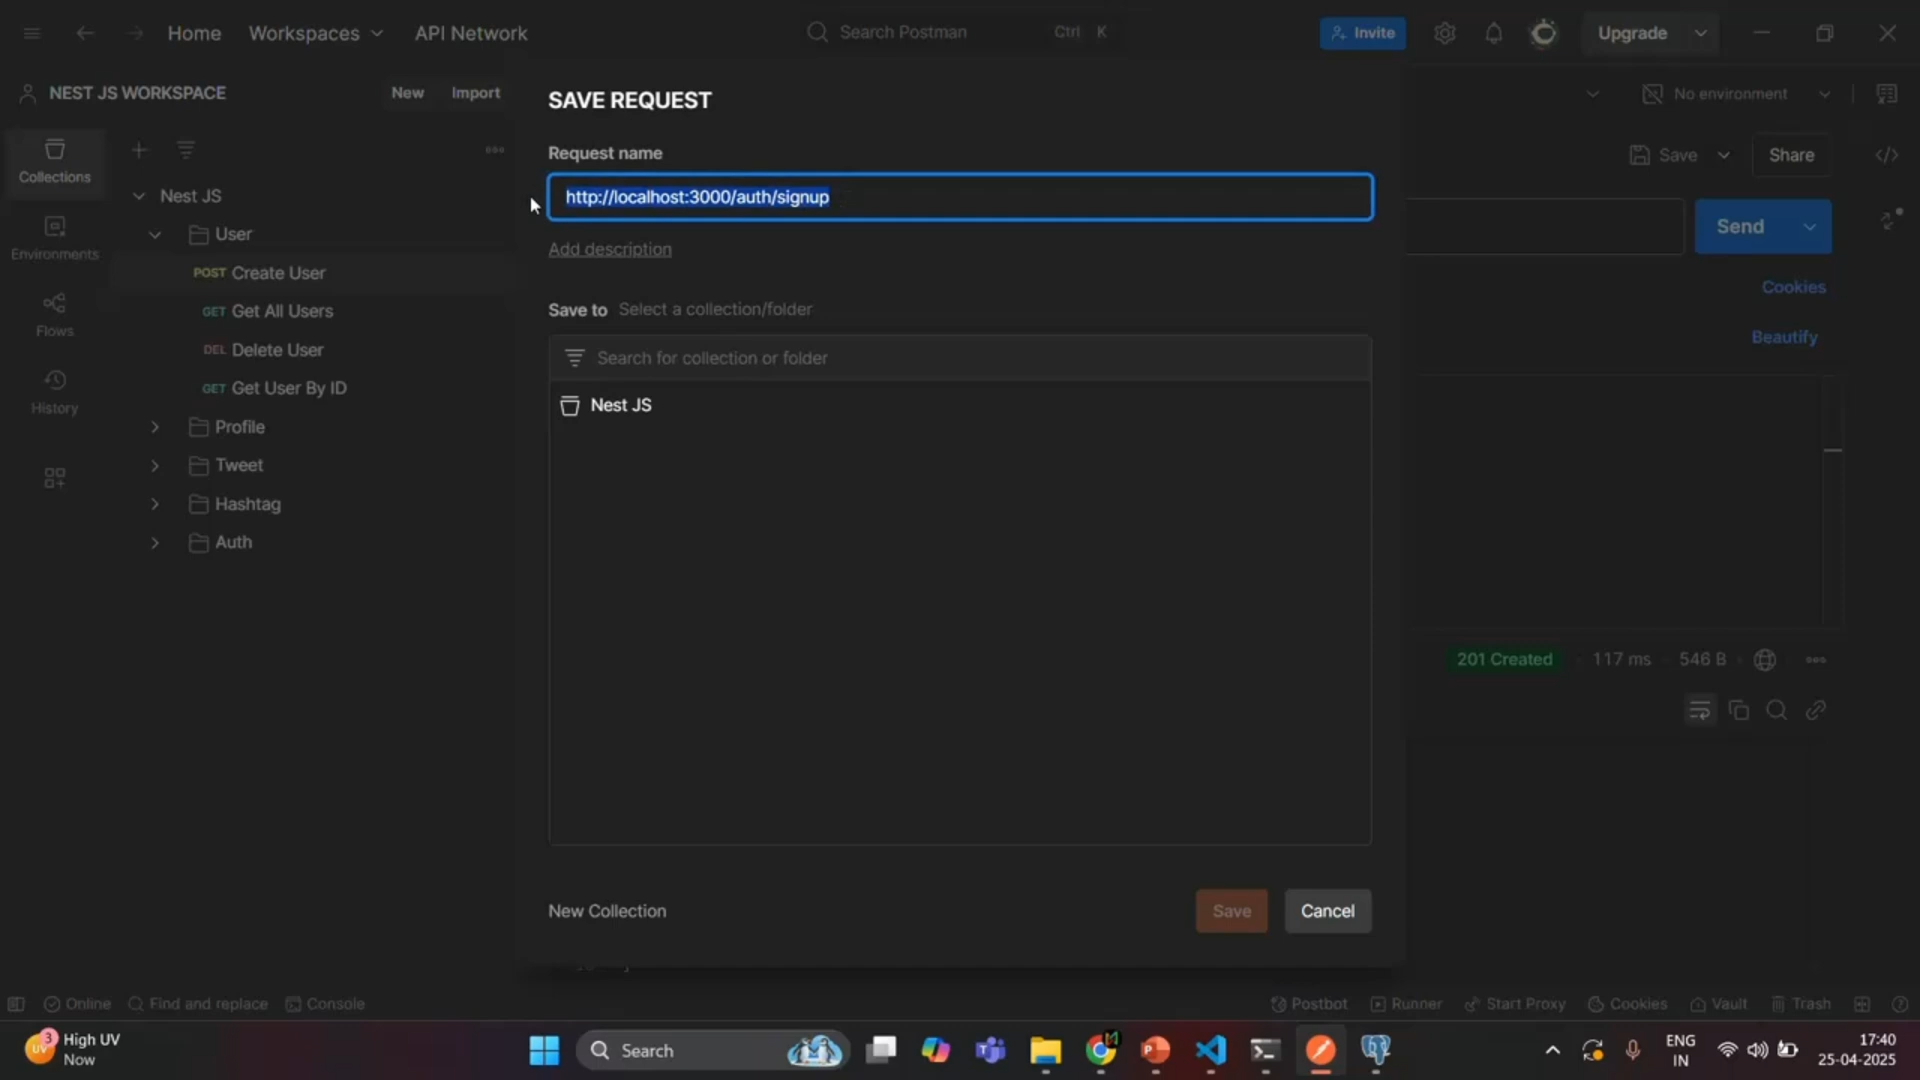 Home
Workspaces
API Network
Search Postman
Ctrl K
Invite
Upgrade
NEST JS WORKSPACE
New
Import
No environment
Collections
Environments
Flows
History
Nest JS
User
POST Create User
GET Get All Users
DEL Delete User
GET Get User By ID
Profile
Tweet
Hashtag
Auth
SAVE REQUEST
Request name
http://localhost:3000/auth/signup
Add description
Save to Select a collection/folder
Search for collection or folder
Nest JS
New Collection
Save
Cancel
Save
Share
Send
Cookies
Beautify
201 Created
117 ms
546 B
Online
Find and replace
Console
Postbot
Runner
Start Proxy
Cookies
Vault
Trash
3
UV
High UV
Now
Search
ENG
IN
17:40
25-04-2025